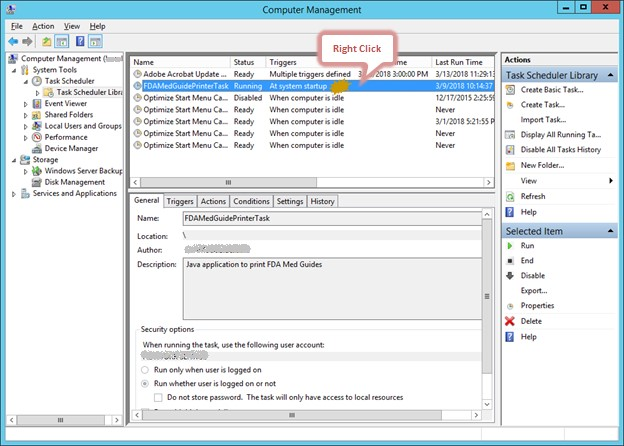 Computer Management
File Action View Help
Computer Management (
System Tools
Task Scheduler
Task Scheduler Libra
Event Viewer
Shared Folders
Local Users and Groups
Performance
Device Manager
Storage
Windows Server Backup
Disk Management
Services and Applications
Right Click
Name Status Triggers Time Last Run Time
Adobe Acrobat Update ... Ready Multiple triggers defined 2018 3:00:00 PM 3/13/2018 11:29:13
FDAMedGuidePrinterTask Running At system startup 3/9/2018 10:14:37
Optimize Start Menu Ca... Disabled When computer is idle 12/17/2015 2:25:59
Optimize Start Menu Ca... Ready When computer is idle Never
Optimize Start Menu Ca... Ready When computer is idle 3/1/2018 5:21:55 P
Optimize Start Menu Ca... Ready When computer is idle Never
Optimize Start Menu Ca... Ready When computer is idle Never
General Triggers Actions Conditions Settings History
Name: FDAMedGuidePrinterTask
Location: \
Author:
Description: Java application to print FDA Med Guides
Security options
When running the task, use the following user account:
Run only when user is logged on
Run whether user is logged on or not
Do not store password. The task will only have access to local resources
Actions
Task Scheduler Library
Create Basic Task...
Create Task...
Import Task...
Display All Running Ta...
Disable All Tasks History
New Folder...
View
Refresh
Help
Selected Item
Run
End
Disable
Export...
Properties
Delete
Help